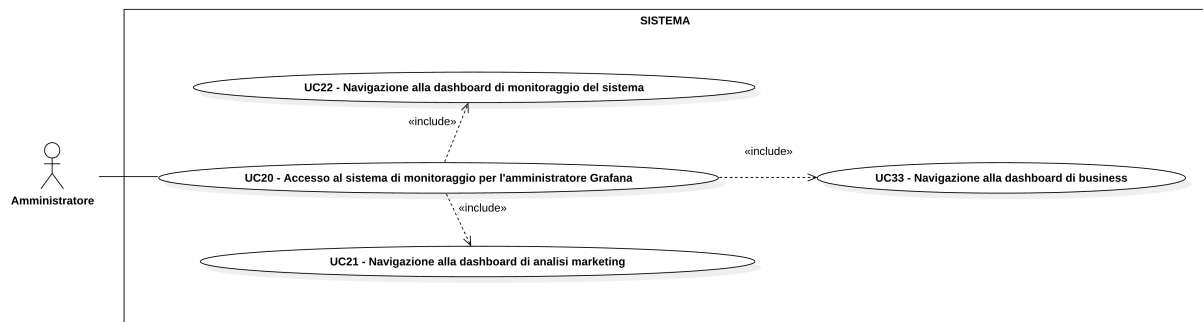 SISTEMA
UC22 - Navigazione alla dashboard di monitoraggio del sistema
«include»
«include»
UC20 - Accesso al sistema di monitoraggio per l'amministratore Grafana
UC33 - Navigazione alla dashboard di business
Amministratore
«include»
UC21 - Navigazione alla dashboard di analisi marketing